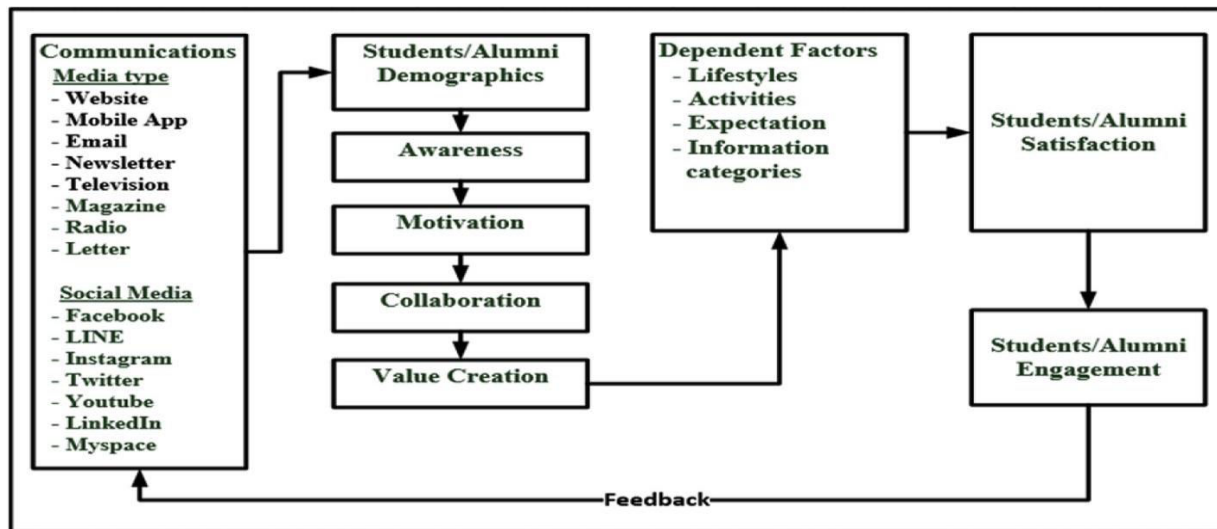 Communications
Media type
- Website
- Mobile App
- Email
- Newsletter
- Television
- Magazine
- Radio
- Letter
Social Media
- Facebook
- LINE
- Instagram
- Twitter
- Youtube
- LinkedIn
- Myspace
Students/Alumni
Demographics
Awareness
Motivation
Collaboration
Value Creation
Dependent Factors
- Lifestyles
- Activities
- Expectation
- Information
categories
Students/Alumni
Satisfaction
Students/Alumni
Engagement
Feedback